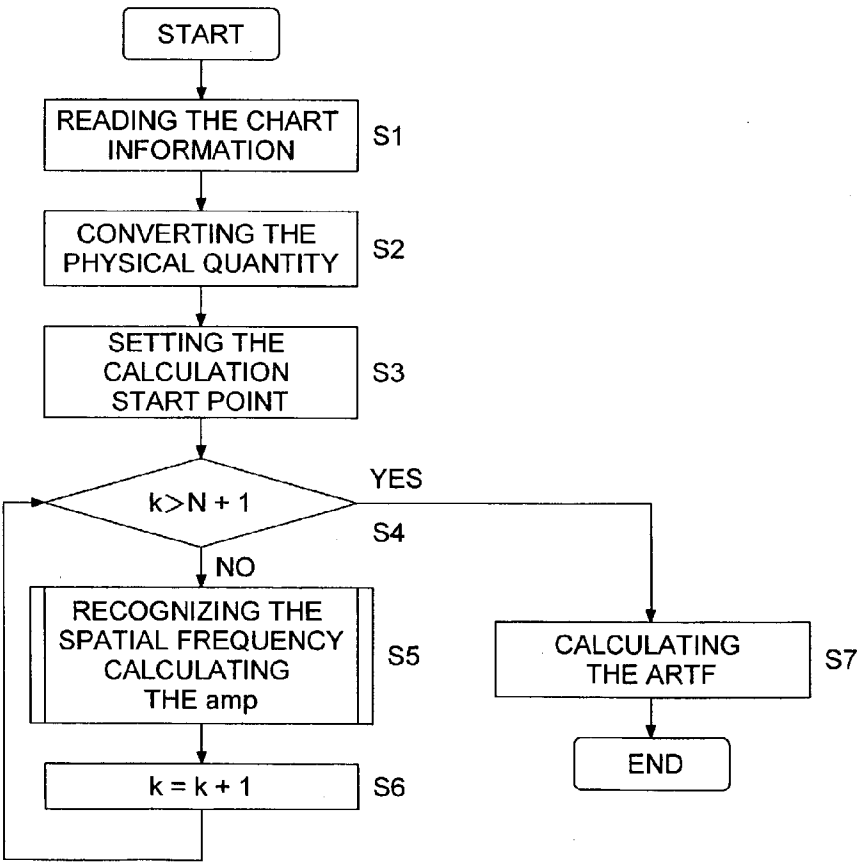 START
READING THE CHART
INFORMATION
S1
CONVERTING THE
PHYSICAL QUANTITY
S2
SETTING THE
CALCULATION
START POINT
S3
k>N + 1
YES
S4
NO
RECOGNIZING THE
SPATIAL FREQUENCY
CALCULATING
THE amp
S5
k = k + 1
S6
CALCULATING
THE ARTF
S7
END